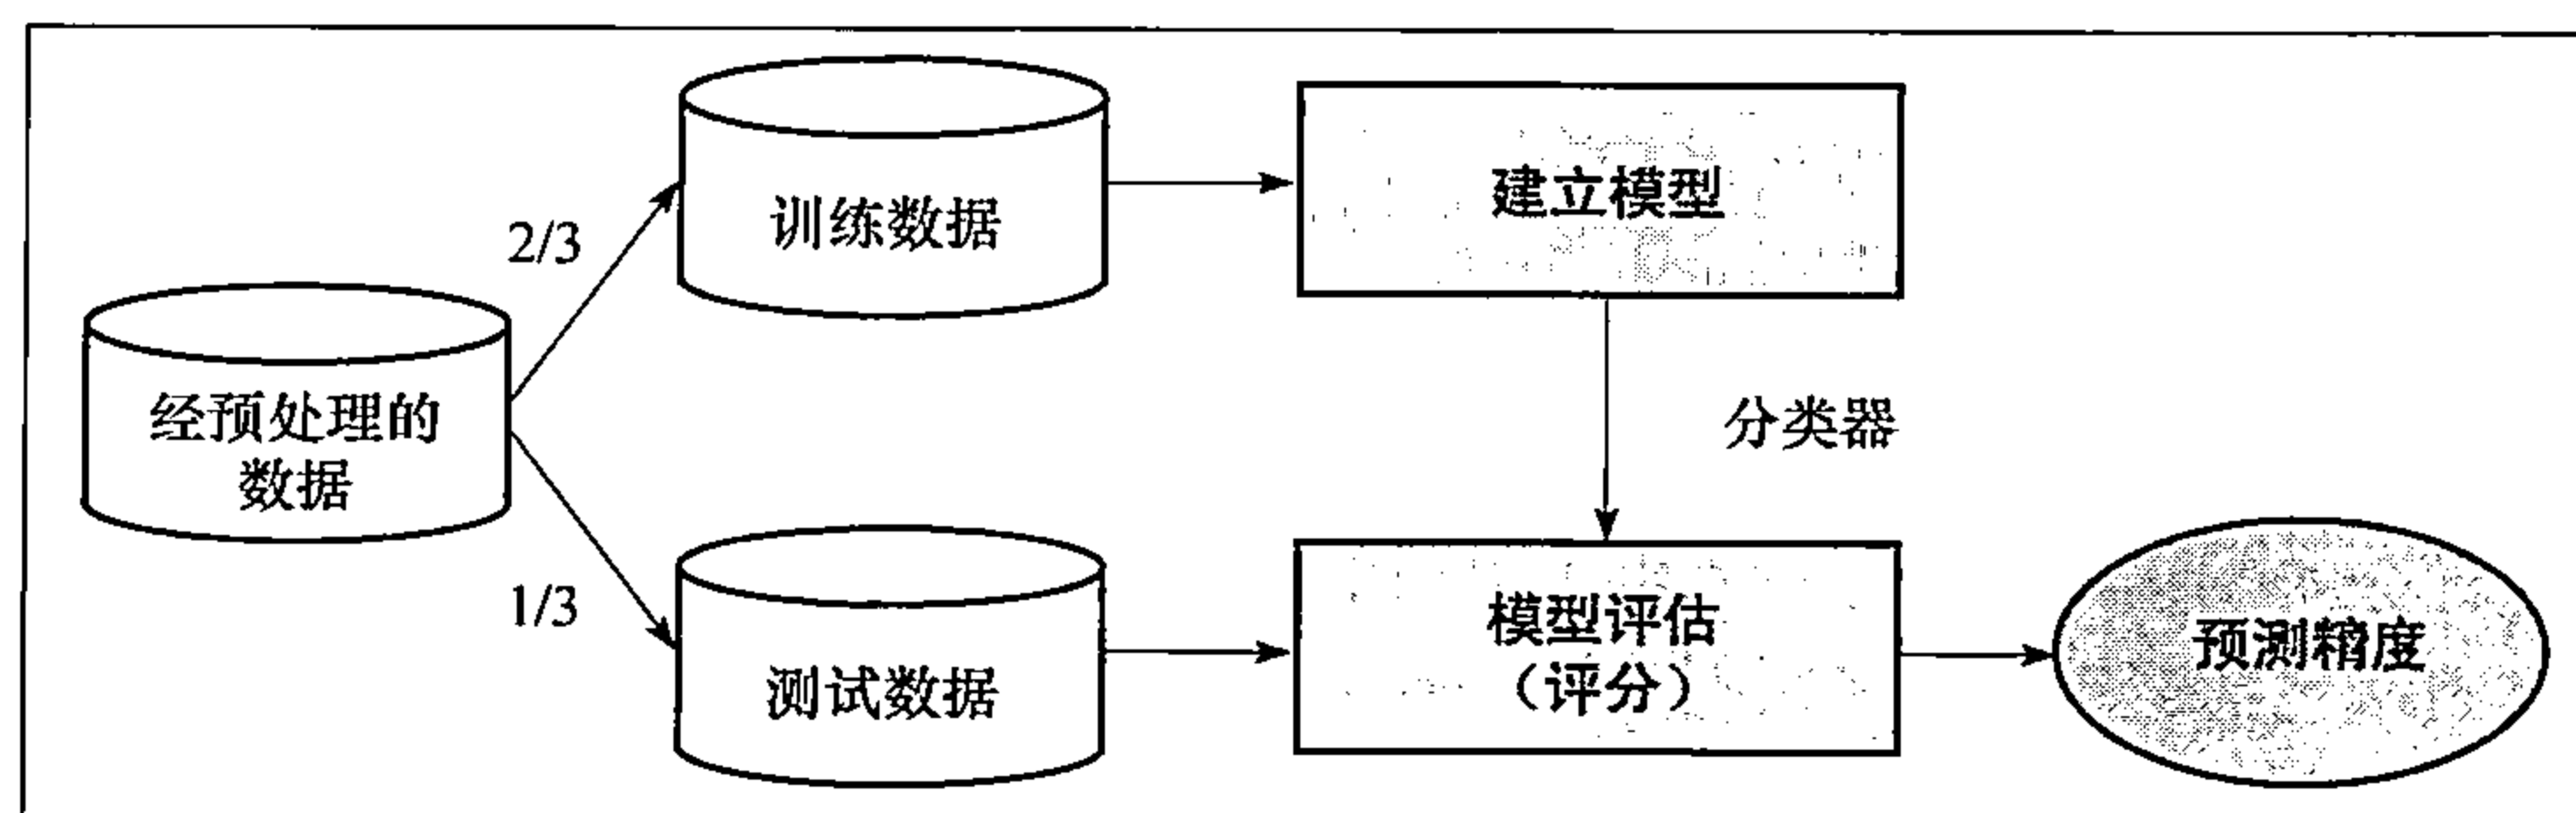 训练数据
建立模型
2/3
经预处理的
数据
分类器
1/3
测试数据
模型评估
（评分）
预测精度